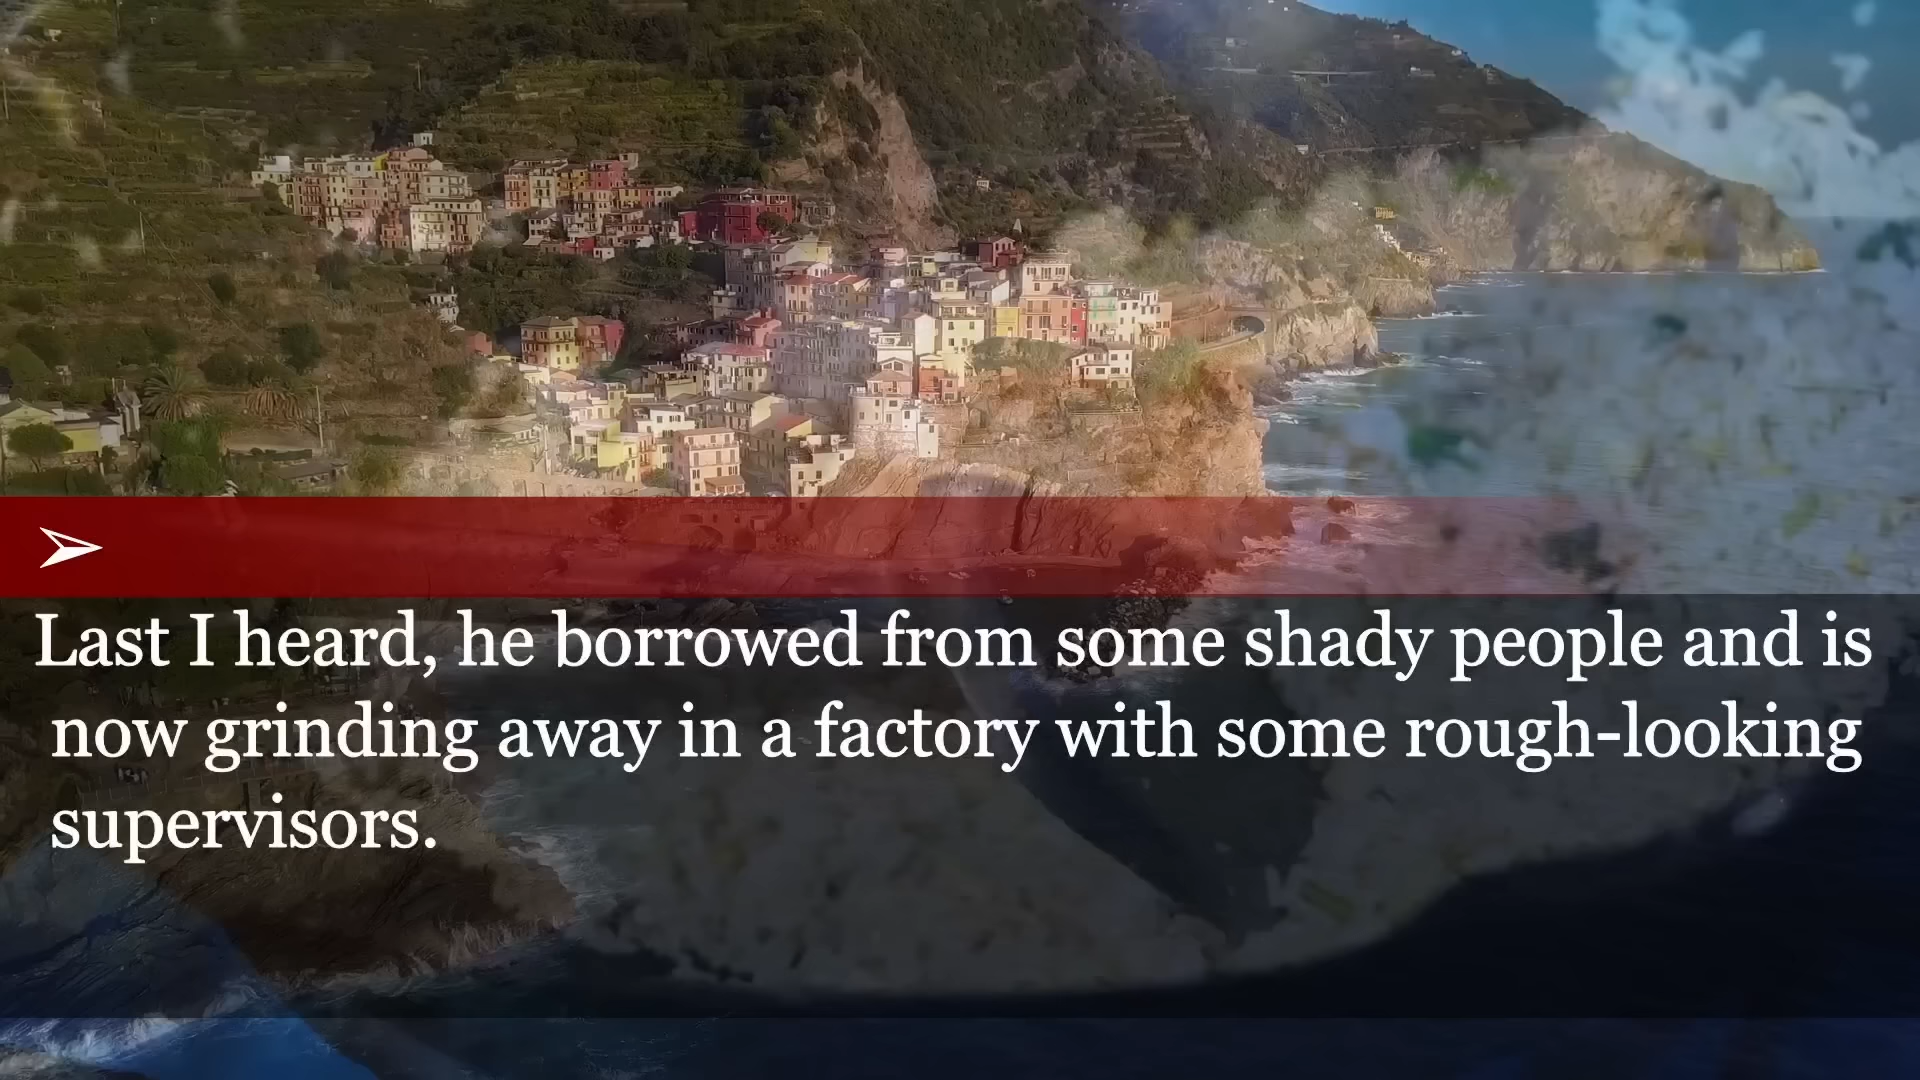 Last I heard, he borrowed from some shady people and is
now grinding away in a factory with some rough-looking
supervisors.